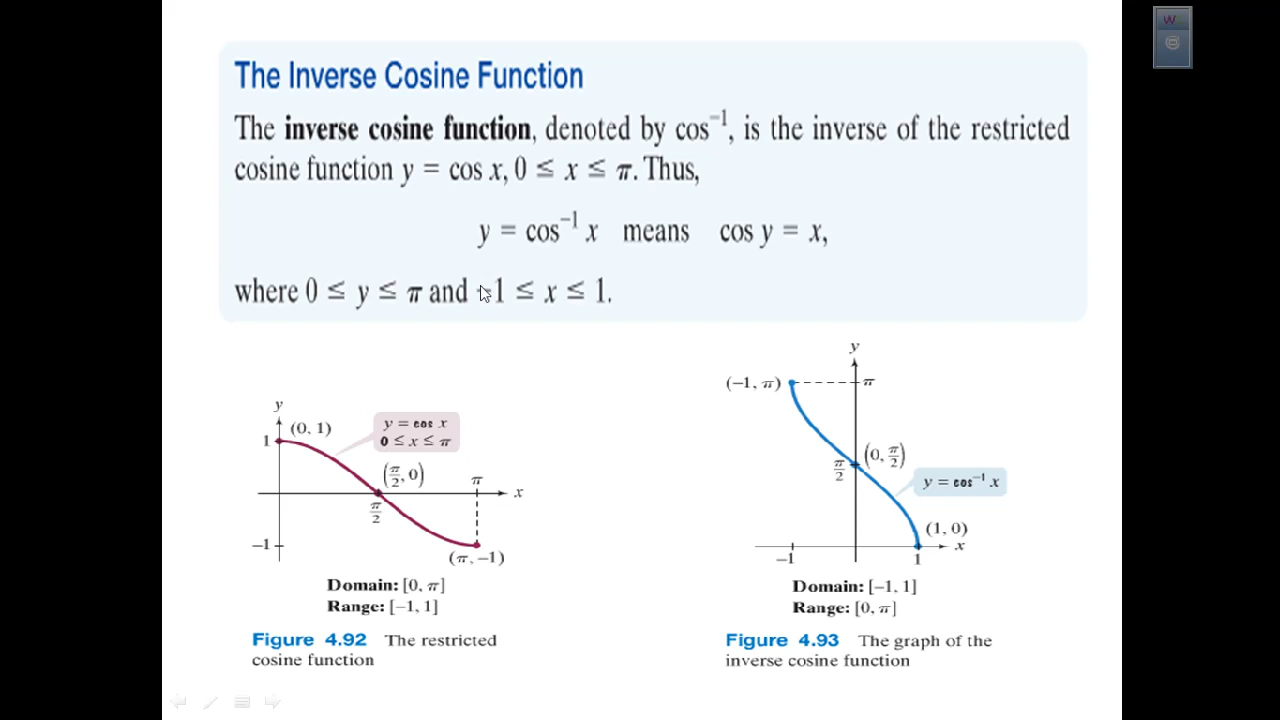 W
The Inverse Cosine Function
The inverse cosine function, denoted by cos⁻¹, is the inverse of the restricted
cosine function y = cos x, 0 ≤ x ≤ π. Thus,
y = cos⁻¹ x means cos y = x,
where 0 ≤ y ≤ π and -1 ≤ x ≤ 1.
y
(0, 1)
1
y = cos x
0 ≤ x ≤ π
(π/2, 0)
π
x
π/2
-1
(π, -1)
Domain: [0, π]
Range: [-1, 1]
Figure 4.92 The restricted
cosine function
y
(-1, π)
π
(0, π/2)
π/2
y = cos⁻¹ x
(1, 0)
x
-1
1
Domain: [-1, 1]
Range: [0, π]
Figure 4.93 The graph of the
inverse cosine function